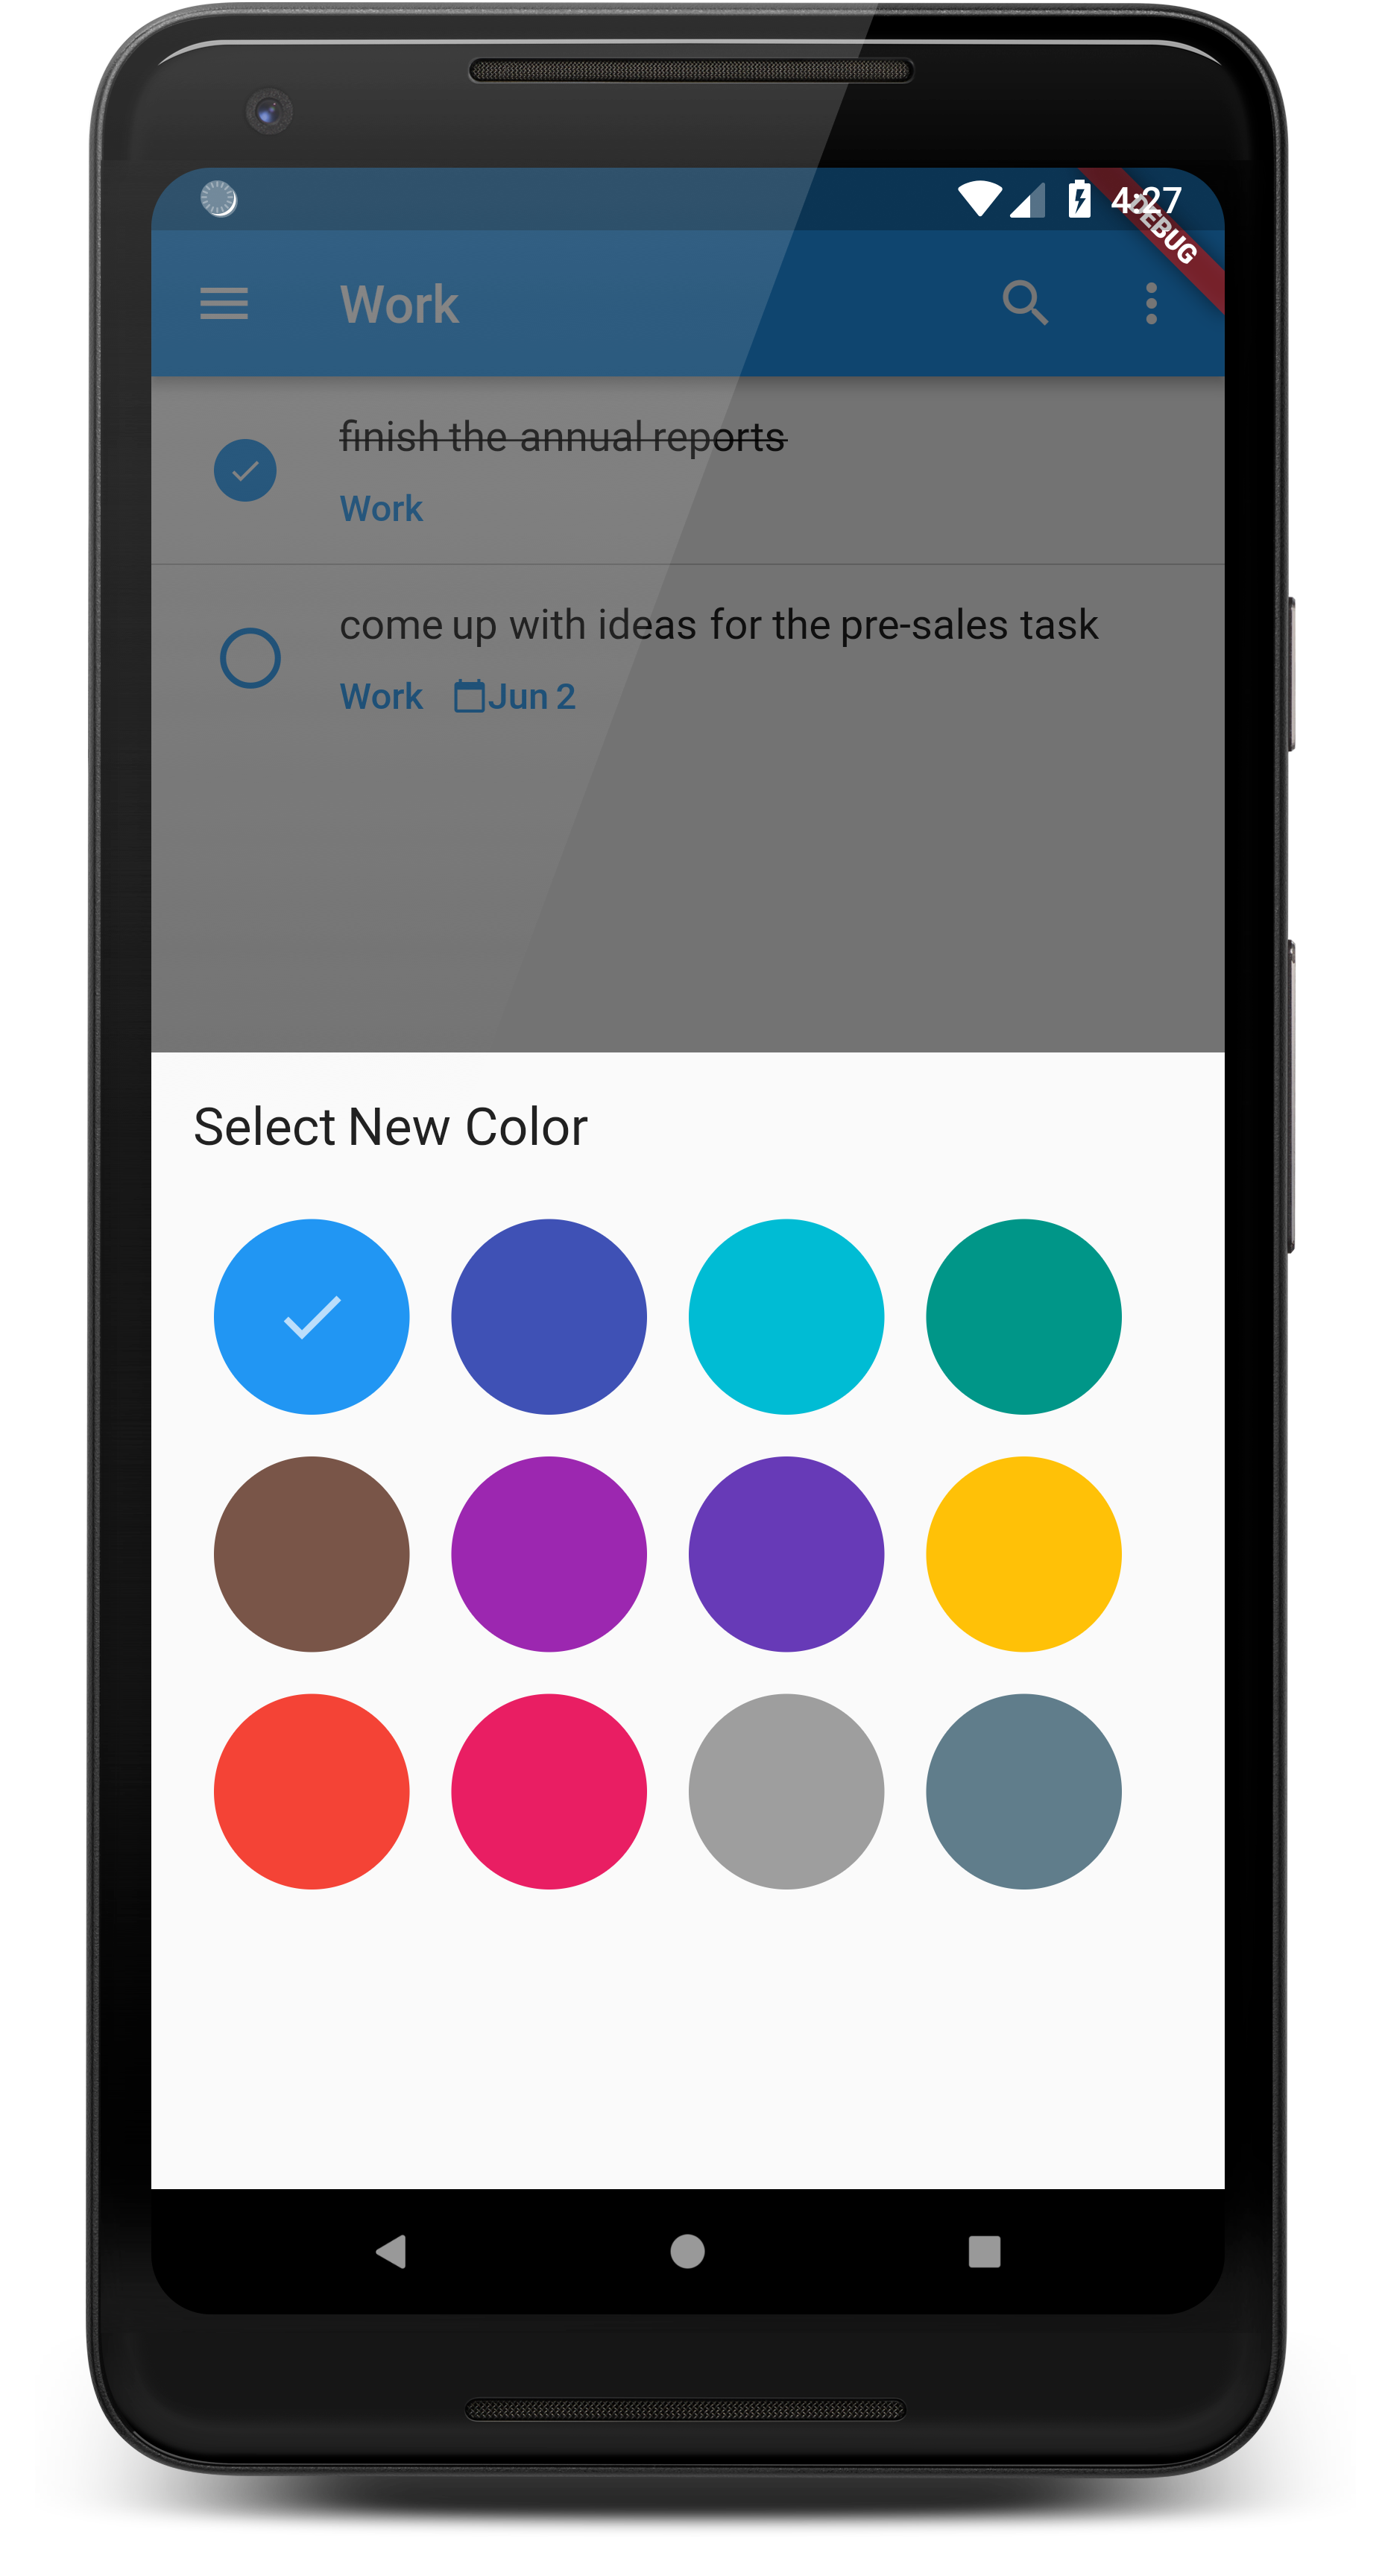 4:27
DEBUG
Work
finish the annual reports
Work
come up with ideas for the pre-sales task
Work Jun 2
Select New Color